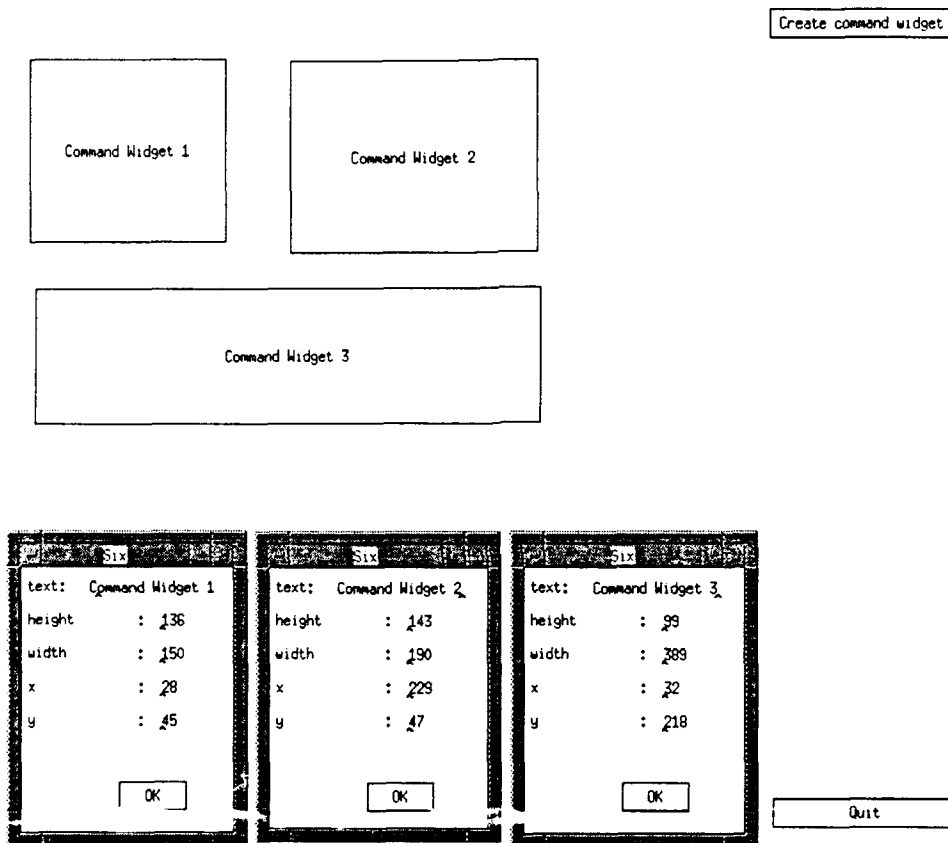 Create command widget
Command Widget 1
Command Widget 2
Command Widget 3
Six
text: Command Widget 1
height : 136
width : 150
x : 28
y : 45
OK
Six
text: Command Widget 2
height : 143
width : 190
x : 229
y : 47
OK
Six
text: Command Widget 3
height : 99
width : 389
x : 32
y : 218
OK
Quit